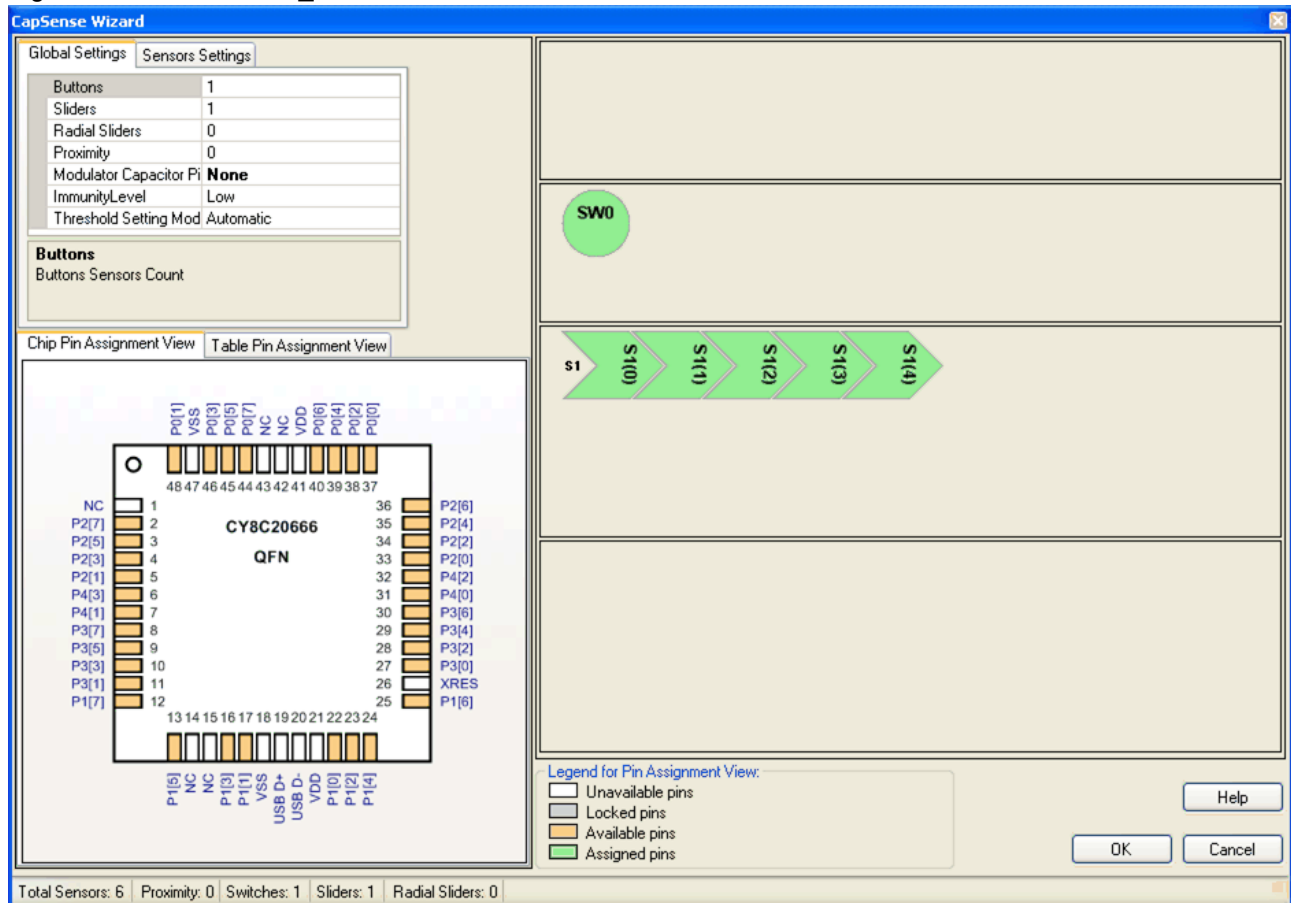 CapSense Wizard
Global Settings Sensors Settings
Buttons 1
Sliders 1
Radial Sliders 0
Proximity 0
Modulator Capacitor Pi None
ImmunityLevel Low
Threshold Setting Mod Automatic
Buttons
Buttons Sensors Count
Chip Pin Assignment View Table Pin Assignment View
P0[1] VSS P0[3] P0[5] P0[7] NC NC VDD P0[6] P0[4] P0[2] P0[0]
48 47 46 45 44 43 42 41 40 39 38 37
NC 1 36 P2[6]
P2[7] 2 CY8C20666 35 P2[4]
P2[5] 3 34 P2[2]
P2[3] 4 QFN 33 P2[0]
P2[1] 5 32 P4[2]
P4[3] 6 31 P4[0]
P4[1] 7 30 P3[6]
P3[7] 8 29 P3[4]
P3[5] 9 28 P3[2]
P3[3] 10 27 P3[0]
P3[1] 11 26 XRES
P1[7] 12 25 P1[6]
13 14 15 16 17 18 19 20 21 22 23 24
P1[5] NC NC P1[3] P1[1] VSS USB D+ USB D- VDD P1[0] P1[2] P1[4]
SW0
S1 S1(0) S1(1) S1(2) S1(3) S1(4)
Legend for Pin Assignment View:
Unavailable pins
Locked pins
Available pins
Assigned pins
Help
OK Cancel
Total Sensors: 6 Proximity: 0 Switches: 1 Sliders: 1 Radial Sliders: 0